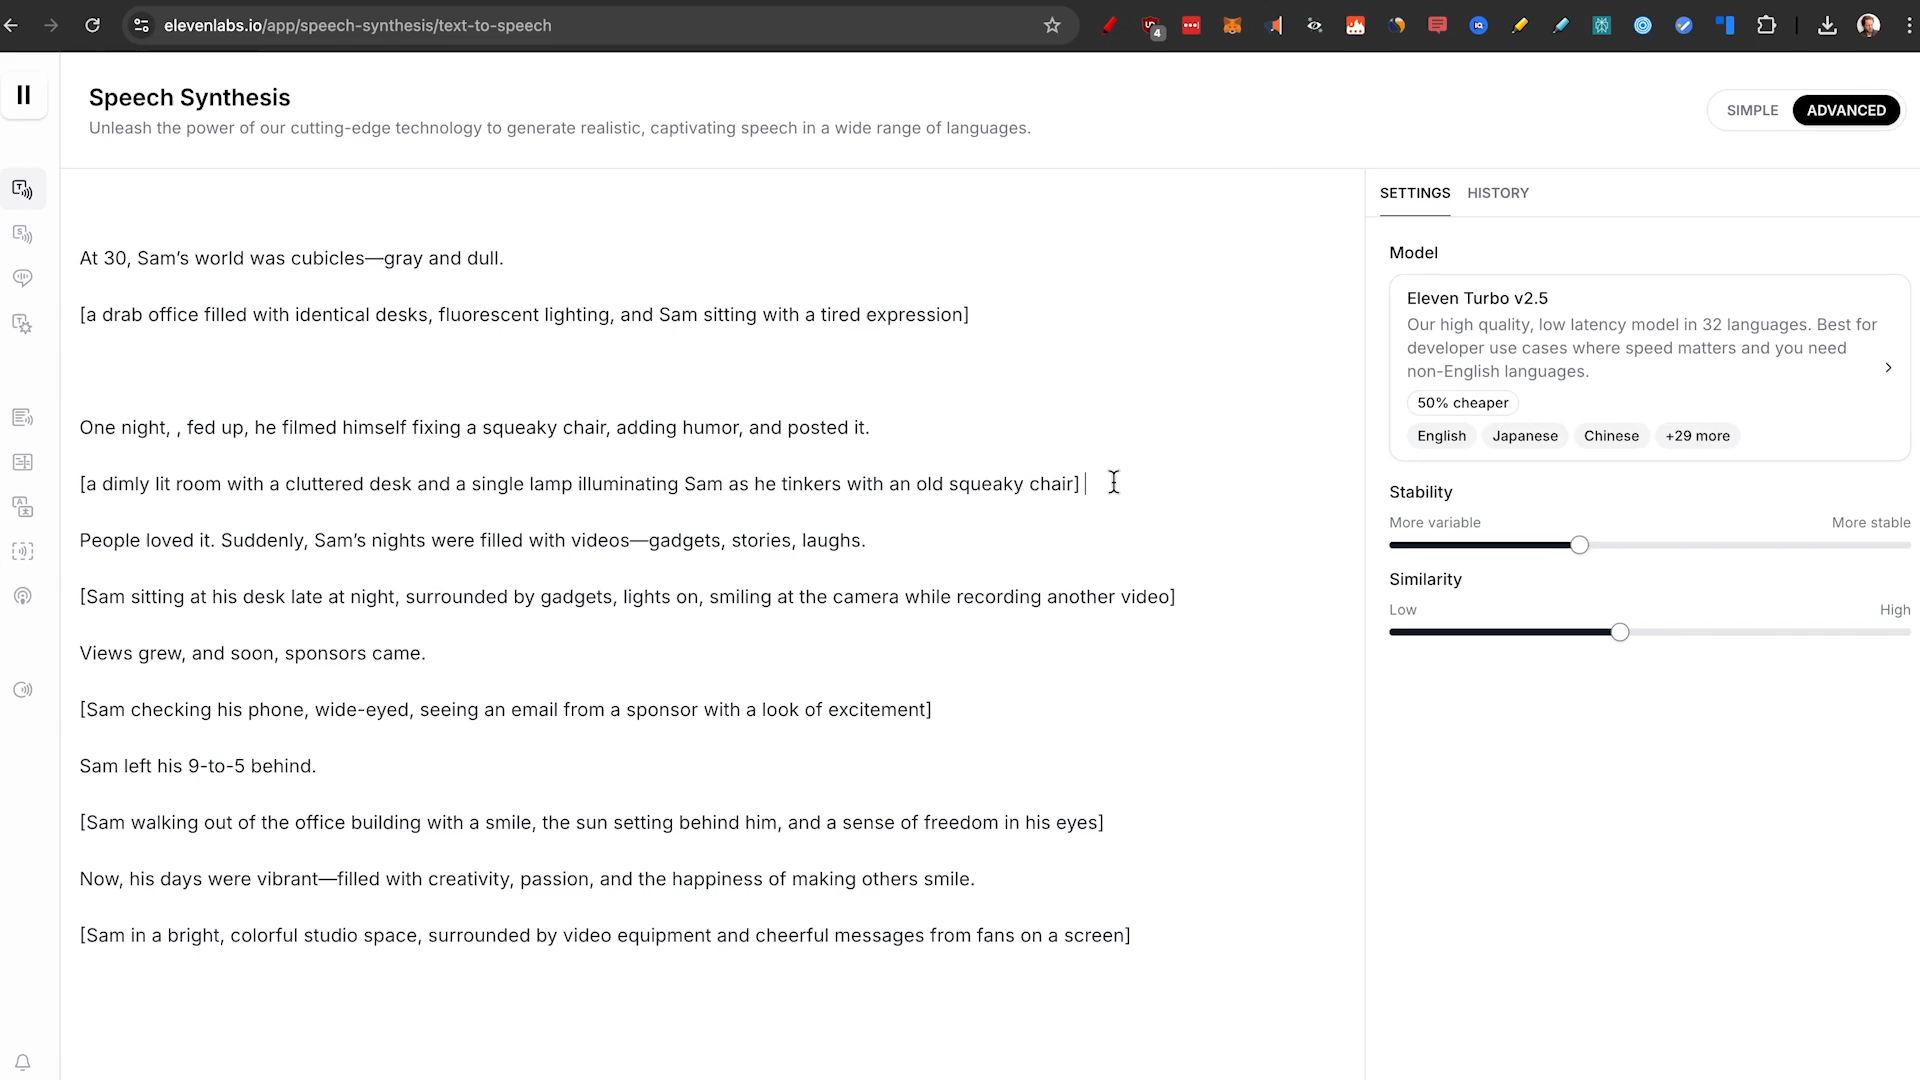 elevenlabs.io/app/speech-synthesis/text-to-speech
4
Speech Synthesis
Unleash the power of our cutting-edge technology to generate realistic, captivating speech in a wide range of languages.
SIMPLE
ADVANCED
SETTINGS
HISTORY
At 30, Sam's world was cubicles—gray and dull.
[a drab office filled with identical desks, fluorescent lighting, and Sam sitting with a tired expression]
One night, , fed up, he filmed himself fixing a squeaky chair, adding humor, and posted it.
[a dimly lit room with a cluttered desk and a single lamp illuminating Sam as he tinkers with an old squeaky chair]
People loved it. Suddenly, Sam's nights were filled with videos—gadgets, stories, laughs.
[Sam sitting at his desk late at night, surrounded by gadgets, lights on, smiling at the camera while recording another video]
Views grew, and soon, sponsors came.
[Sam checking his phone, wide-eyed, seeing an email from a sponsor with a look of excitement]
Sam left his 9-to-5 behind.
[Sam walking out of the office building with a smile, the sun setting behind him, and a sense of freedom in his eyes]
Now, his days were vibrant—filled with creativity, passion, and the happiness of making others smile.
[Sam in a bright, colorful studio space, surrounded by video equipment and cheerful messages from fans on a screen]
Model
Eleven Turbo v2.5
Our high quality, low latency model in 32 languages. Best for
developer use cases where speed matters and you need
non-English languages.
50% cheaper
English
Japanese
Chinese
+29 more
Stability
More variable
More stable
Similarity
Low
High